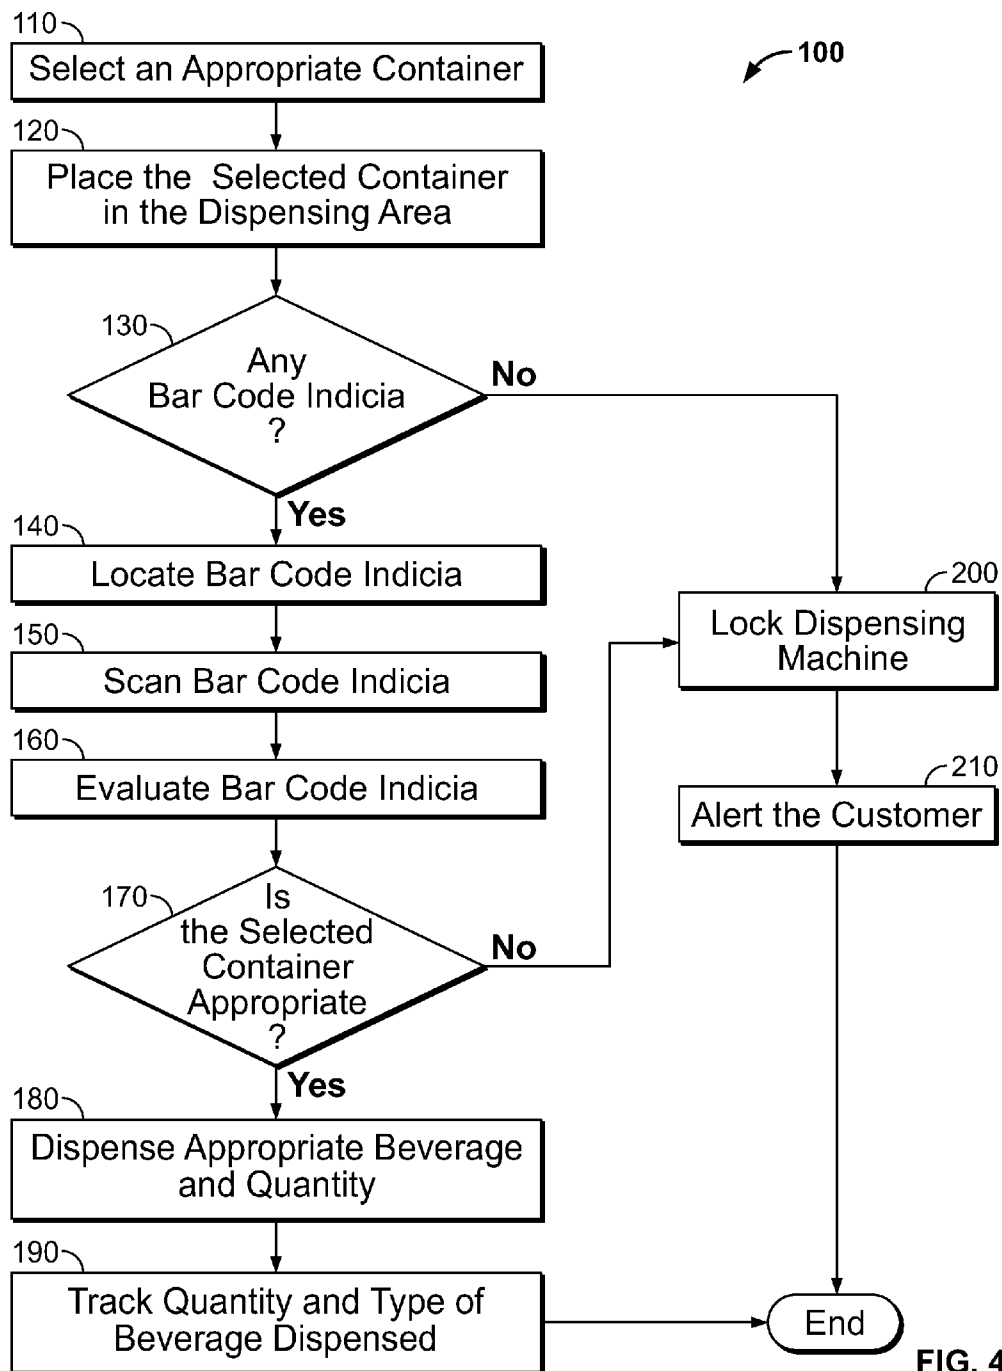 110
Select an Appropriate Container
100
120
Place the Selected Container
in the Dispensing Area
130
Any
Bar Code Indicia
?
No
Yes
140
Locate Bar Code Indicia
150
Scan Bar Code Indicia
160
Evaluate Bar Code Indicia
200
Lock Dispensing
Machine
210
Alert the Customer
170
Is
the Selected
Container
Appropriate
?
No
Yes
180
Dispense Appropriate Beverage
and Quantity
190
Track Quantity and Type of
Beverage Dispensed
End
FIG. 4